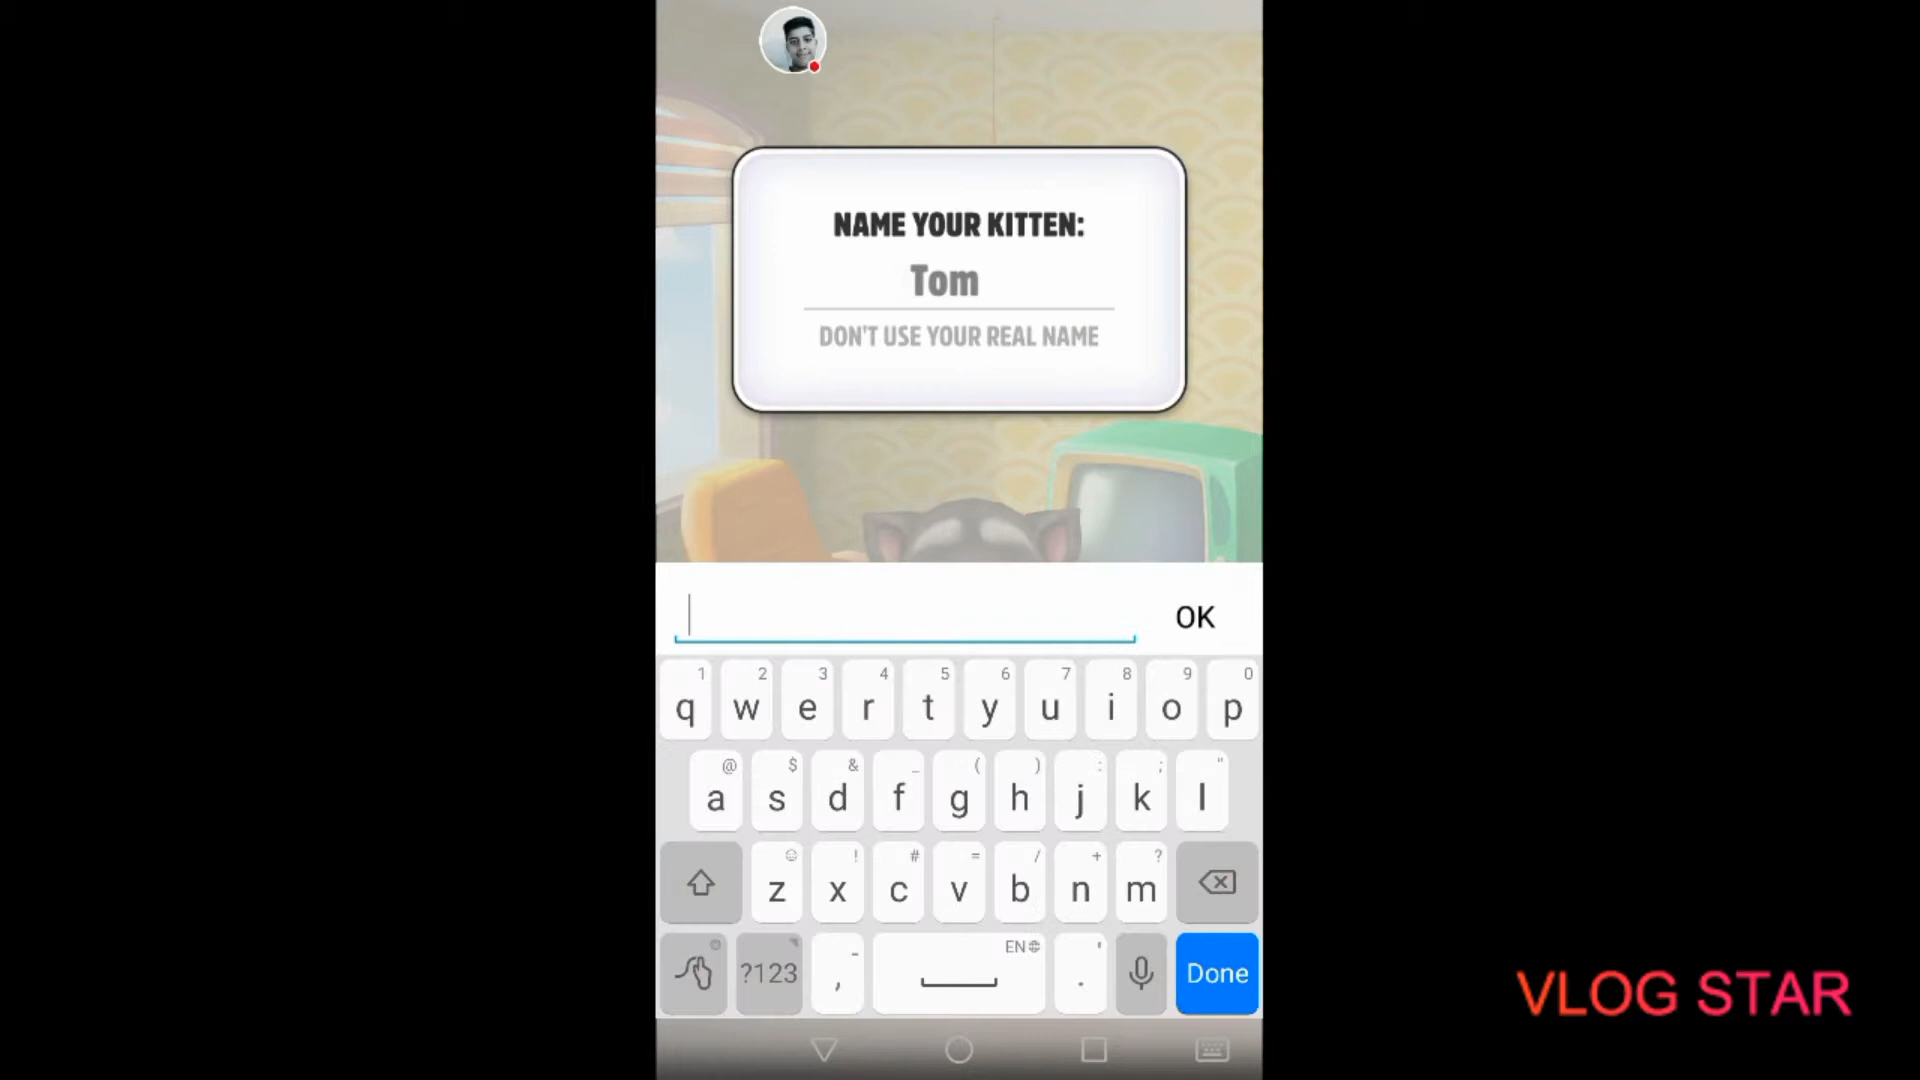 NAME YOUR KITTEN:
Tom
DON'T USE YOUR REAL NAME
OK
1 2 3 4 5 6 7 8 9 0
q w e r t y u i o p
@ $ & _ ( ) : ; "
a s d f g h j k l
! # = / + ?
z x c v b n m
- EN '
?123 , . Done
VLOG STAR